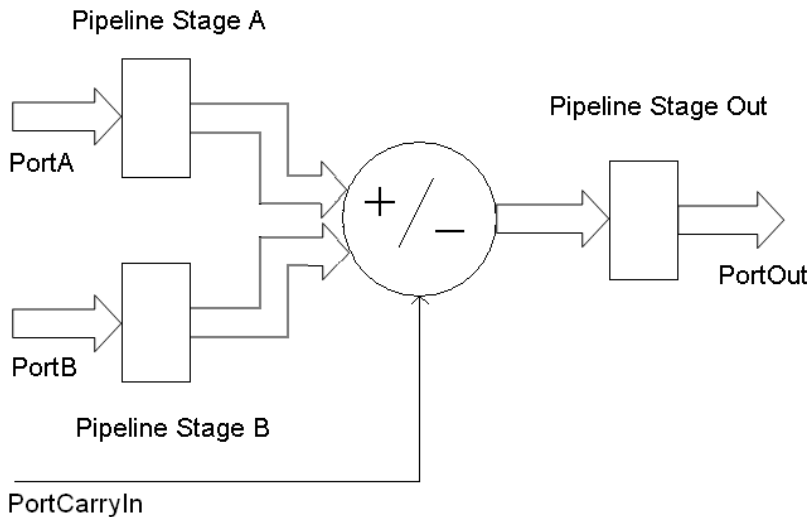 Pipeline Stage A
Pipeline Stage Out
PortA
+/-
PortOut
PortB
Pipeline Stage B
PortCarryIn